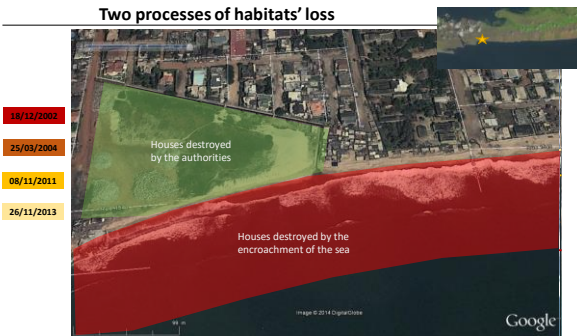 Two processes of habitats' loss
18/12/2002
25/03/2004
08/11/2011
26/11/2013
Houses destroyed
by the authorities
Houses destroyed by the
encroachment of the sea
Image © 2014 DigitalGlobe
Google